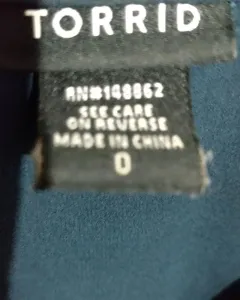 TORRID
RN#148862
SEE CARE
ON REVERSE
MADE IN CHINA
0